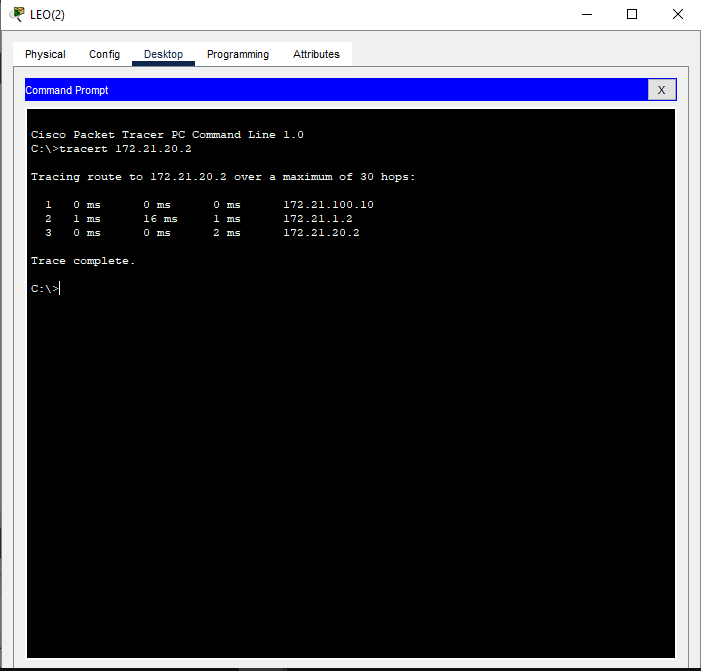 LEO(2)
Physical Config Desktop Programming Attributes
Command Prompt X
Cisco Packet Tracer PC Command Line 1.0
C:\>tracert 172.21.20.2
Tracing route to 172.21.20.2 over a maximum of 30 hops:
1 0 ms 0 ms 0 ms 172.21.100.10
2 1 ms 16 ms 1 ms 172.21.1.2
3 0 ms 0 ms 2 ms 172.21.20.2
Trace complete.
C:\>